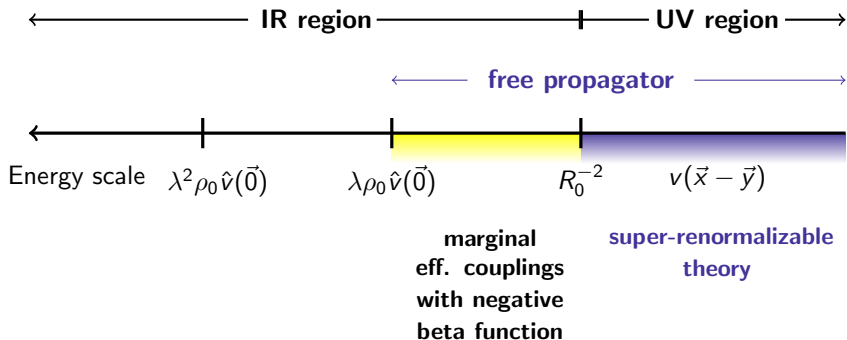 IR region UV region
free propagator
Energy scale λ²ρ₀v̂(0⃗) λρ₀v̂(0⃗) R₀⁻² v(x⃗ − y⃗)
marginal super-renormalizable
eff. couplings theory
with negative
beta function